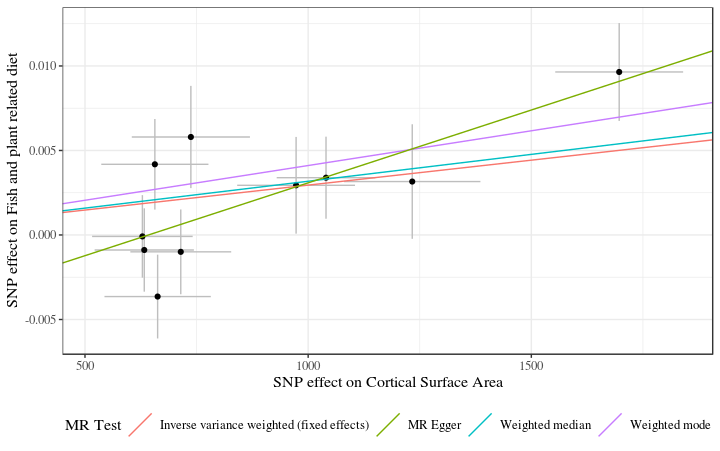 SNP effect on Fish and plant related diet
0.010
0.005
0.000
-0.005
500
1000
1500
SNP effect on Cortical Surface Area
MR Test
Inverse variance weighted (fixed effects)
MR Egger
Weighted median
Weighted mode